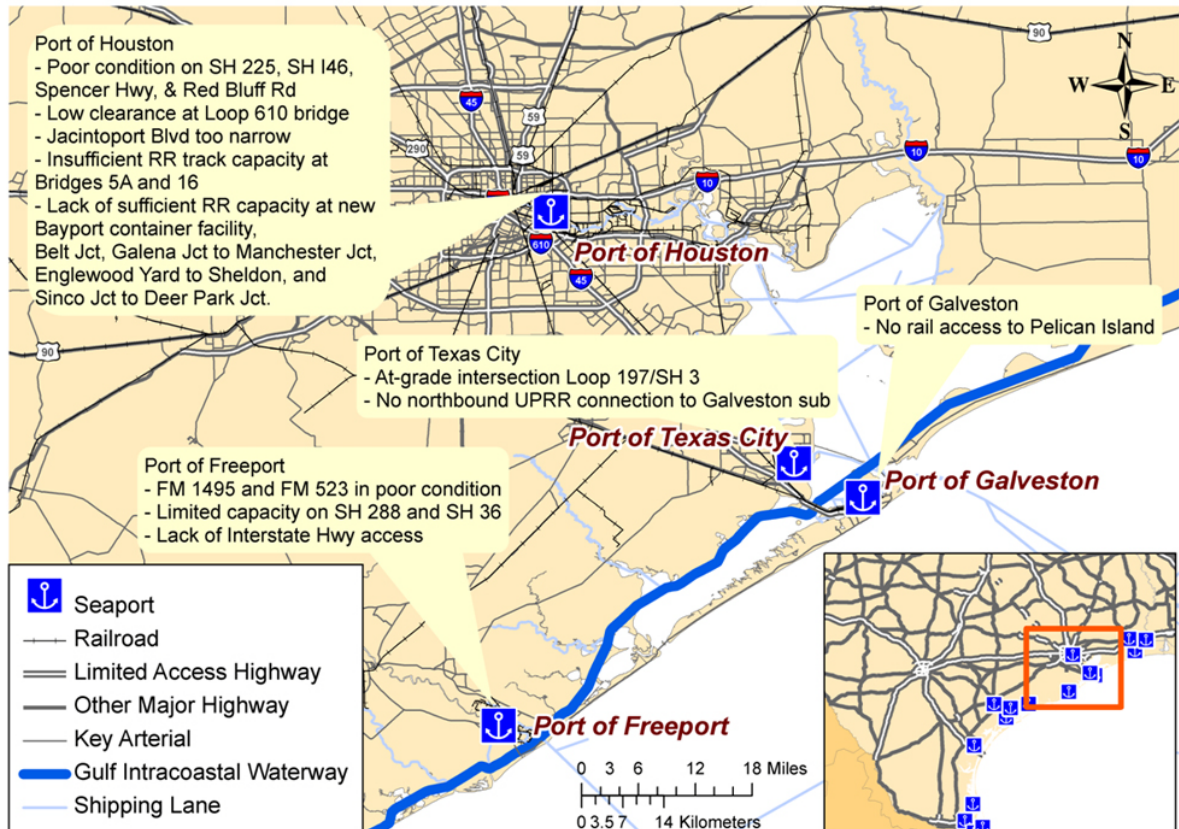 Port of Houston
- Poor condition on SH 225, SH I46,
Spencer Hwy, & Red Bluff Rd
- Low clearance at Loop 610 bridge
- Jacintoport Blvd too narrow
- Insufficient RR track capacity at
Bridges 5A and 16
- Lack of sufficient RR capacity at new
Bayport container facility,
Belt Jct, Galena Jct to Manchester Jct,
Englewood Yard to Sheldon, and
Sinco Jct to Deer Park Jct.
90
N
W E
S
45
59
290
59
10
10
10
610
45
Port of Houston
90
Port of Galveston
- No rail access to Pelican Island
Port of Texas City
- At-grade intersection Loop 197/SH 3
- No northbound UPRR connection to Galveston sub
Port of Texas City
Port of Galveston
Port of Freeport
- FM 1495 and FM 523 in poor condition
- Limited capacity on SH 288 and SH 36
- Lack of Interstate Hwy access
Port of Freeport
Seaport
Railroad
Limited Access Highway
Other Major Highway
Key Arterial
Gulf Intracoastal Waterway
Shipping Lane
0 3 6 12 18 Miles
0 3.5 7 14 Kilometers